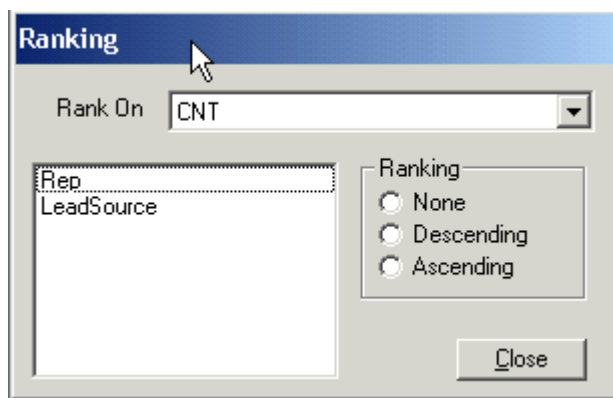 Ranking
Rank On CNT
Rep
LeadSource
Ranking
None
Descending
Ascending
Close